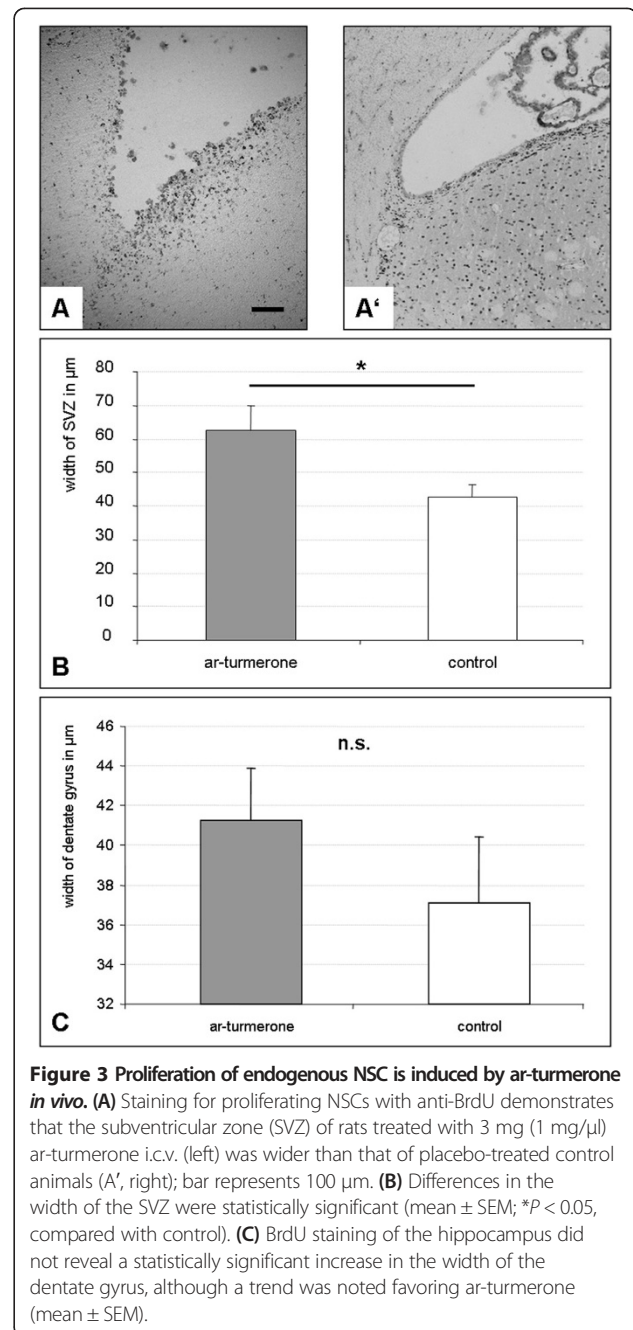 A
A‘
80
70
60
50
40
30
20
10
0
width of SVZ in µm
*
ar-turmerone
control
B
46
44
42
40
38
36
34
32
width of dentate gyrus in µm
n.s.
ar-turmerone
control
C
Figure 3 Proliferation of endogenous NSC is induced by ar-turmerone
in vivo. (A) Staining for proliferating NSCs with anti-BrdU demonstrates
that the subventricular zone (SVZ) of rats treated with 3 mg (1 mg/µl)
ar-turmerone i.c.v. (left) was wider than that of placebo-treated control
animals (A′, right); bar represents 100 µm. (B) Differences in the
width of the SVZ were statistically significant (mean ± SEM; *P < 0.05,
compared with control). (C) BrdU staining of the hippocampus did
not reveal a statistically significant increase in the width of the
dentate gyrus, although a trend was noted favoring ar-turmerone
(mean ± SEM).